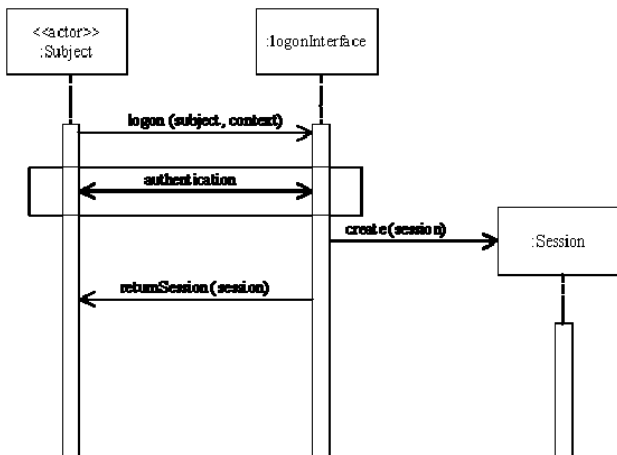 <<actor>>
:Subject
:logonInterface
logon (subject, context)
authentication
create(session)
:Session
returnSession(session)